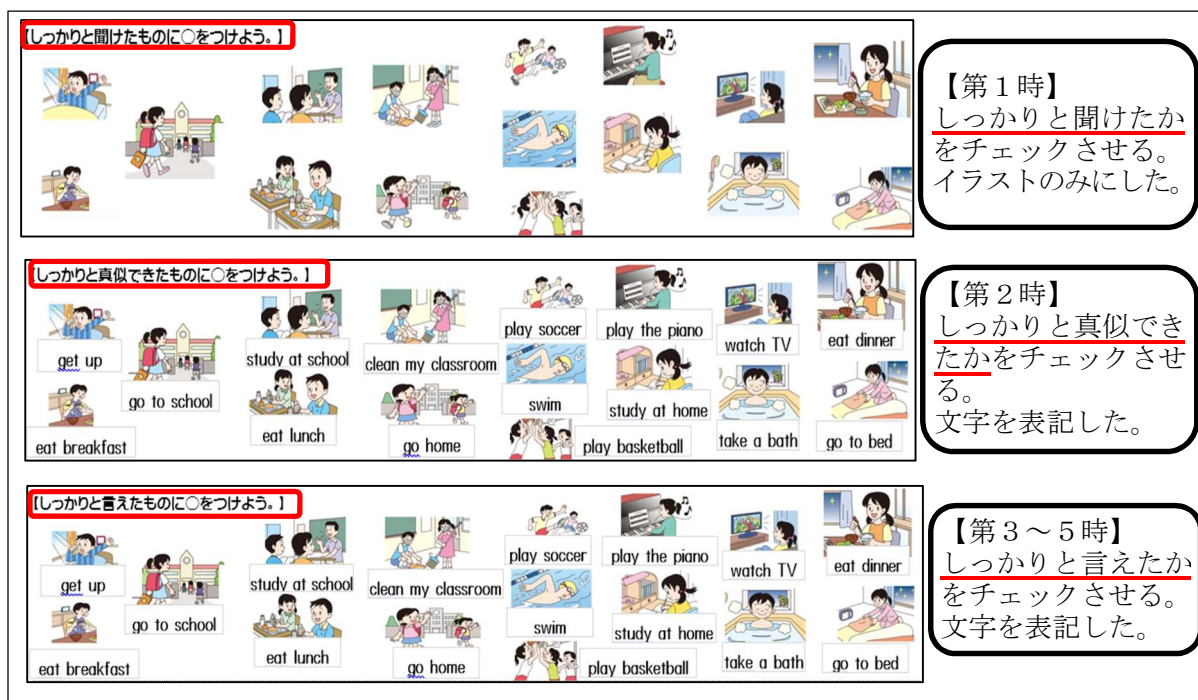 【しっかりと聞けたものに○をつけよう。】
【第１時】
しっかりと聞けたか
をチェックさせる。
イラストのみにした。
【しっかりと真似できたものに○をつけよう。】
get up
go to school
eat breakfast
study at school
eat lunch
clean my classroom
go home
play soccer
swim
play basketball
play the piano
study at home
watch TV
take a bath
eat dinner
go to bed
【第２時】
しっかりと真似でき
たかをチェックさせ
る。
文字を表記した。
【しっかりと言えたものに○をつけよう。】
get up
go to school
eat breakfast
study at school
eat lunch
clean my classroom
go home
play soccer
swim
play basketball
play the piano
study at home
watch TV
take a bath
eat dinner
go to bed
【第３～５時】
しっかりと言えたか
をチェックさせる。
文字を表記した。